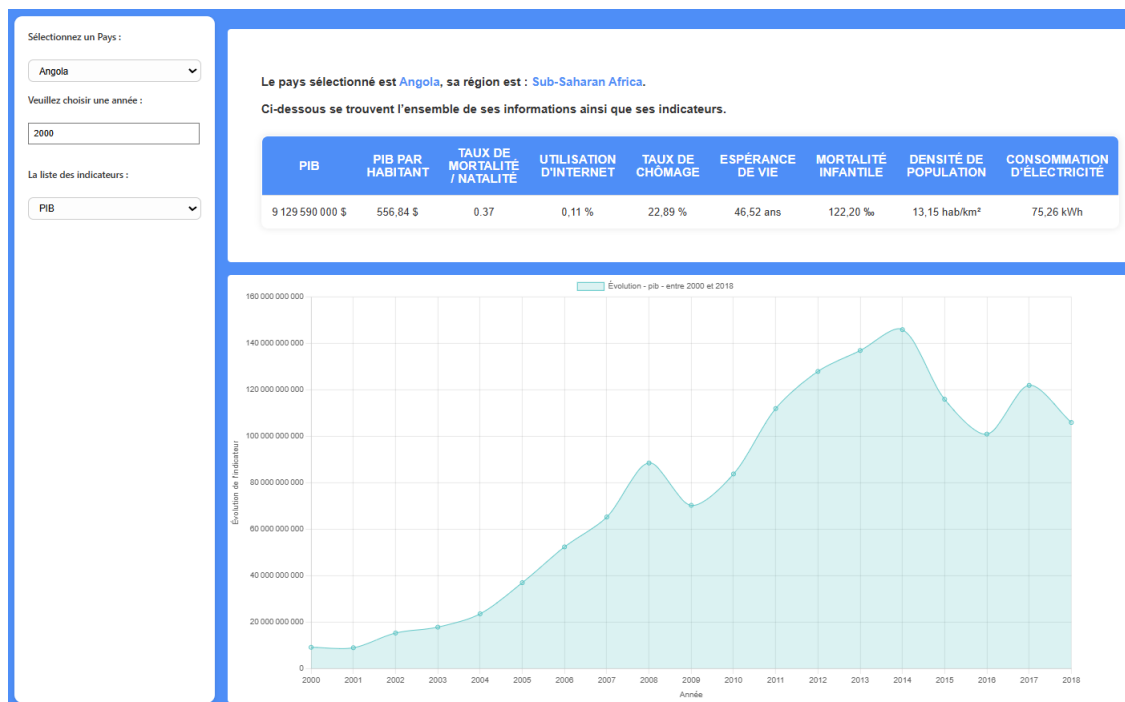 Sélectionnez un Pays :
Angola
Veuillez choisir une année :
2000
La liste des indicateurs :
PIB
Le pays sélectionné est Angola, sa région est : Sub-Saharan Africa.
Ci-dessous se trouvent l'ensemble de ses informations ainsi que ses indicateurs.
PIB
PIB PAR
HABITANT
TAUX DE
MORTALITÉ
/ NATALITÉ
UTILISATION
D'INTERNET
TAUX DE
CHÔMAGE
ESPÉRANCE
DE VIE
MORTALITÉ
INFANTILE
DENSITÉ DE
POPULATION
CONSOMMATION
D'ÉLECTRICITÉ
9 129 590 000 $
556,84 $
0.37
0,11 %
22,89 %
46,52 ans
122,20 ‰
13,15 hab/km²
75,26 kWh
Évolution - pib - entre 2000 et 2018
Évolution de l'indicateur
160 000 000 000
140 000 000 000
120 000 000 000
100 000 000 000
80 000 000 000
60 000 000 000
40 000 000 000
20 000 000 000
0
2000 2001 2002 2003 2004 2005 2006 2007 2008 2009 2010 2011 2012 2013 2014 2015 2016 2017 2018
Année